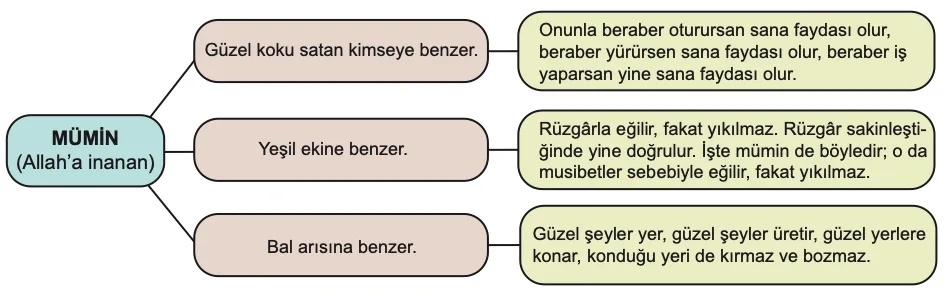 MÜMİN
(Allah’a inanan)
Güzel koku satan kimseye benzer.
Onunla beraber oturursan sana faydası olur,
beraber yürürsen sana faydası olur, beraber iş
yaparsan yine sana faydası olur.
Yeşil ekine benzer.
Rüzgârla eğilir, fakat yıkılmaz. Rüzgâr sakinleşti-
ğinde yine doğrulur. İşte mümin de böyledir; o da
musibetler sebebiyle eğilir, fakat yıkılmaz.
Bal arısına benzer.
Güzel şeyler yer, güzel şeyler üretir, güzel yerlere
konar, konduğu yeri de kırmaz ve bozmaz.